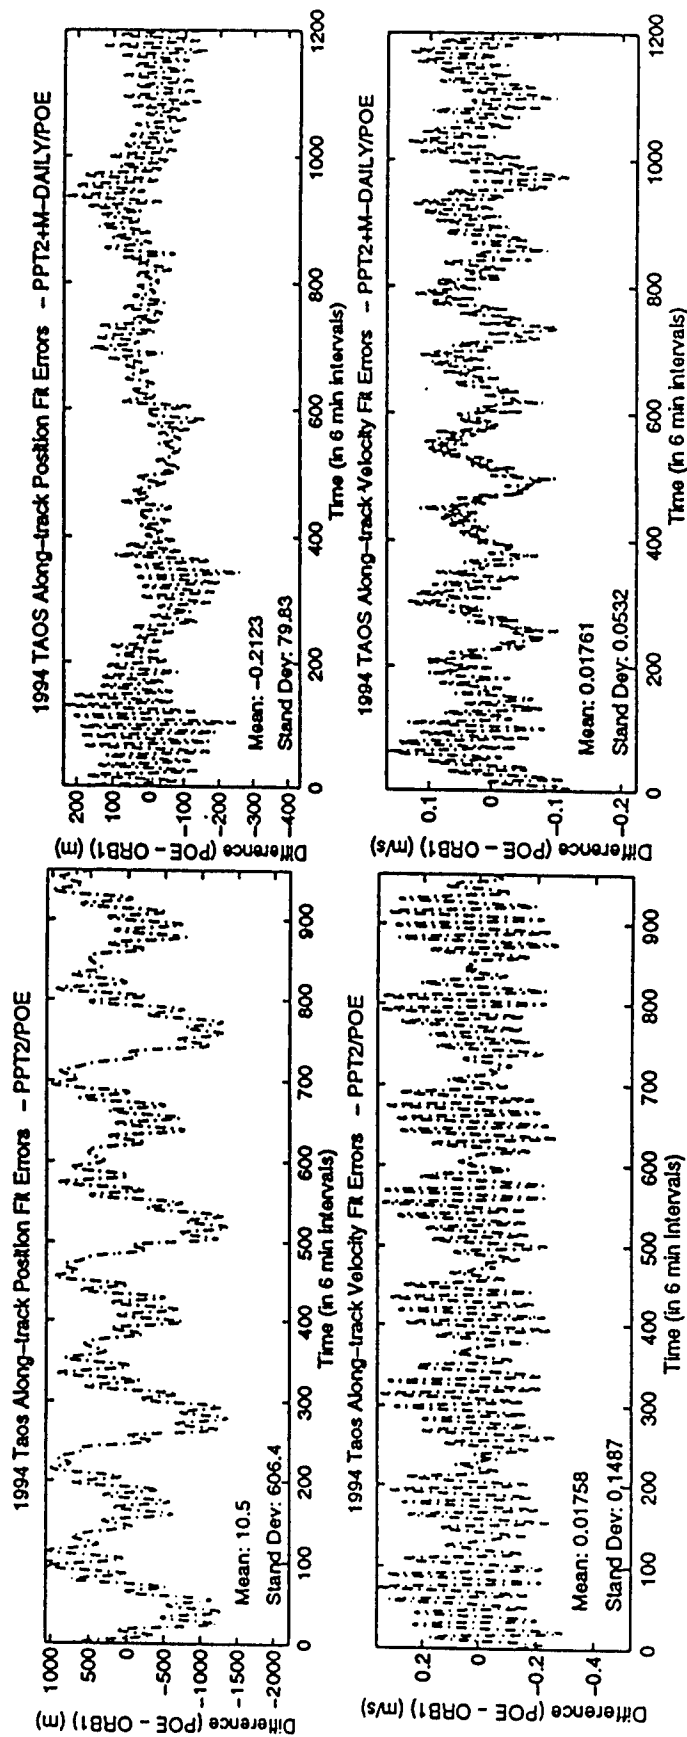 1994 Taos Along-track Position Fit Errors - PPT2/POE
Difference (POE - ORB1) (m)
1000
500
0
-500
-1000
-1500
-2000
Mean: 10.5
Stand Dev: 606.4
0 100 200 300 400 500 600 700 800 900
Time (in 6 min intervals)
1994 TAOS Along-track Position Fit Errors - PPT2+M-DAILY/POE
Difference (POE - ORB1) (m)
200
100
0
-100
-200
-300
-400
Mean: -0.2123
Stand Dev: 79.83
0 200 400 600 800 1000 1200
Time (in 6 min intervals)
1994 Taos Along-track Velocity Fit Errors - PPT2/POE
Difference (POE - ORB1) (m/s)
0.2
0
-0.2
-0.4
Mean: 0.01758
Stand Dev: 0.1487
0 100 200 300 400 500 600 700 800 900
Time (in 6 min intervals)
1994 TAOS Along-track Velocity Fit Errors - PPT2+M-DAILY/POE
Difference (POE - ORB1) (m/s)
0.1
0
-0.1
-0.2
Mean: 0.01761
Stand Dev: 0.0532
0 200 400 600 800 1000 1200
Time (in 6 min intervals)